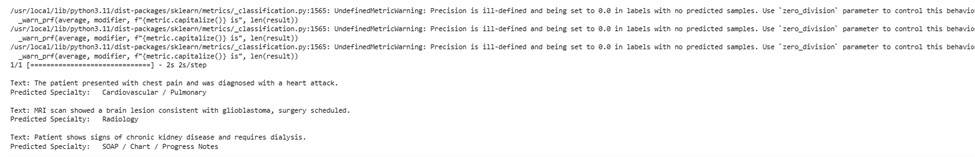 /usr/local/lib/python3.11/dist-packages/sklearn/metrics/_classification.py:1565: UndefinedMetricWarning: Precision is ill-defined and being set to 0.0 in labels with no predicted samples. Use `zero_division` parameter to control this behavio
_warn_prf(average, modifier, f"{metric.capitalize()} is", len(result))
/usr/local/lib/python3.11/dist-packages/sklearn/metrics/_classification.py:1565: UndefinedMetricWarning: Precision is ill-defined and being set to 0.0 in labels with no predicted samples. Use `zero_division` parameter to control this behavio
_warn_prf(average, modifier, f"{metric.capitalize()} is", len(result))
/usr/local/lib/python3.11/dist-packages/sklearn/metrics/_classification.py:1565: UndefinedMetricWarning: Precision is ill-defined and being set to 0.0 in labels with no predicted samples. Use `zero_division` parameter to control this behavio
_warn_prf(average, modifier, f"{metric.capitalize()} is", len(result))
1/1 [==============================] - 2s 2s/step
Text: The patient presented with chest pain and was diagnosed with a heart attack.
Predicted Specialty: Cardiovascular / Pulmonary
Text: MRI scan showed a brain lesion consistent with glioblastoma, surgery scheduled.
Predicted Specialty: Radiology
Text: Patient shows signs of chronic kidney disease and requires dialysis.
Predicted Specialty: SOAP / Chart / Progress Notes